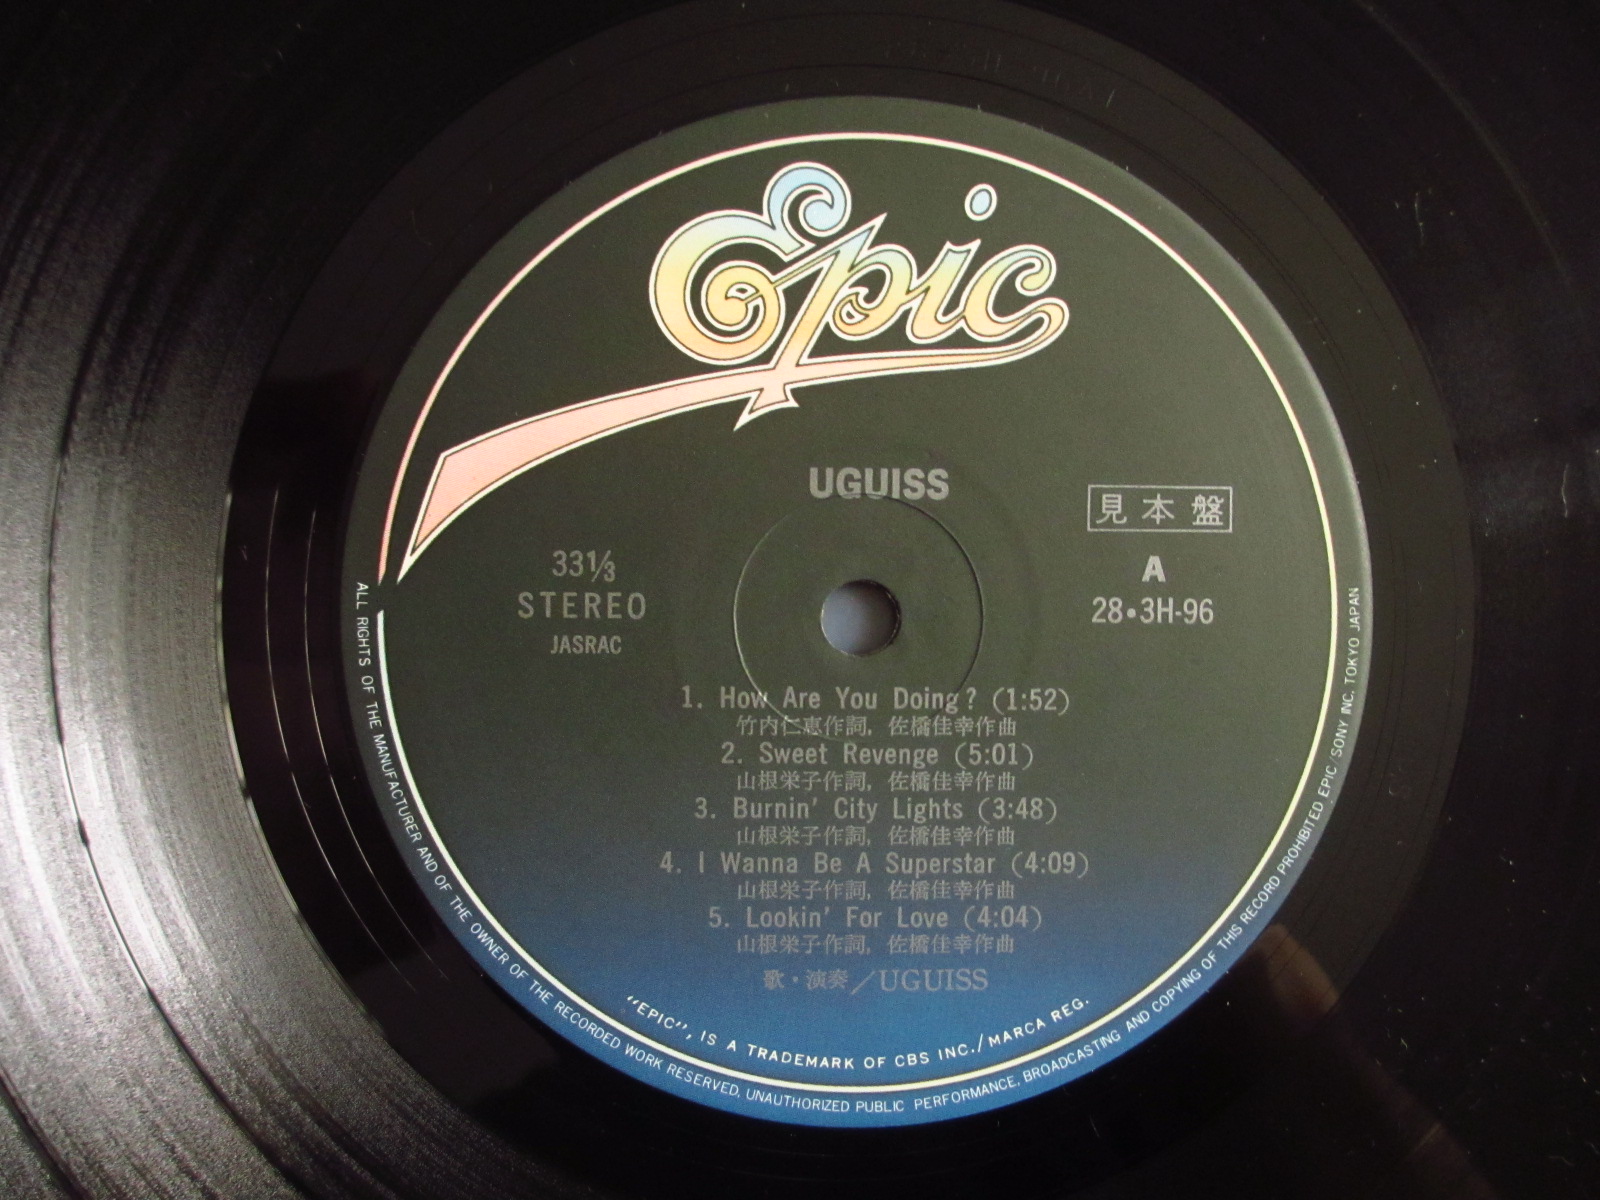 Epic
UGUISS
見本盤
33⅓
STEREO
JASRAC
A
28•3H-96
1. How Are You Doing? (1:52)
竹内仁恵作詞, 佐橋佳幸作曲
2. Sweet Revenge (5:01)
山根栄子作詞, 佐橋佳幸作曲
3. Burnin' City Lights (3:48)
山根栄子作詞, 佐橋佳幸作曲
4. I Wanna Be A Superstar (4:09)
山根栄子作詞, 佐橋佳幸作曲
5. Lookin' For Love (4:04)
山根栄子作詞, 佐橋佳幸作曲
歌・演奏／UGUISS
"EPIC", IS A TRADEMARK OF CBS INC./MARCA REG.
ALL RIGHTS OF THE MANUFACTURER AND OF THE OWNER OF THE RECORDED WORK RESERVED, UNAUTHORIZED PUBLIC PERFORMANCE, BROADCASTING AND COPYING OF THIS RECORD PROHIBITED EPIC/SONY INC. TOKYO JAPAN